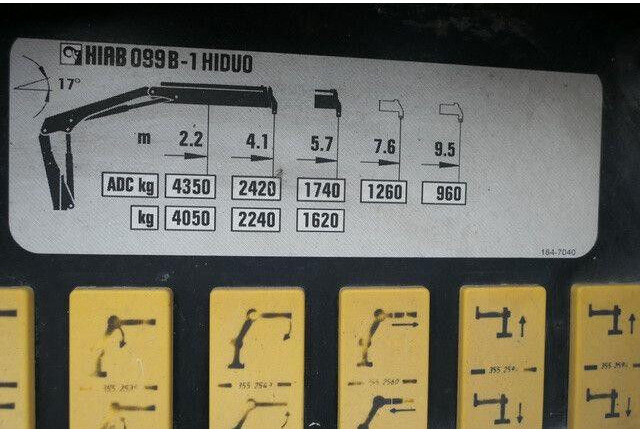 HIAB 099 B-1 HIDUO
17°
m 2.2 4.1 5.7 7.6 9.5
ADC kg 4350 2420 1740 1260 960
kg 4050 2240 1620
184-7040